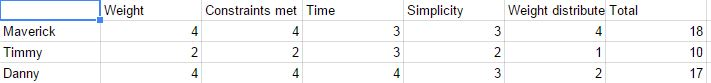 Weight Constraints met Time Simplicity Weight distribute Total
Maverick 4 4 3 3 4 18
Timmy 2 2 3 2 1 10
Danny 4 4 4 3 2 17